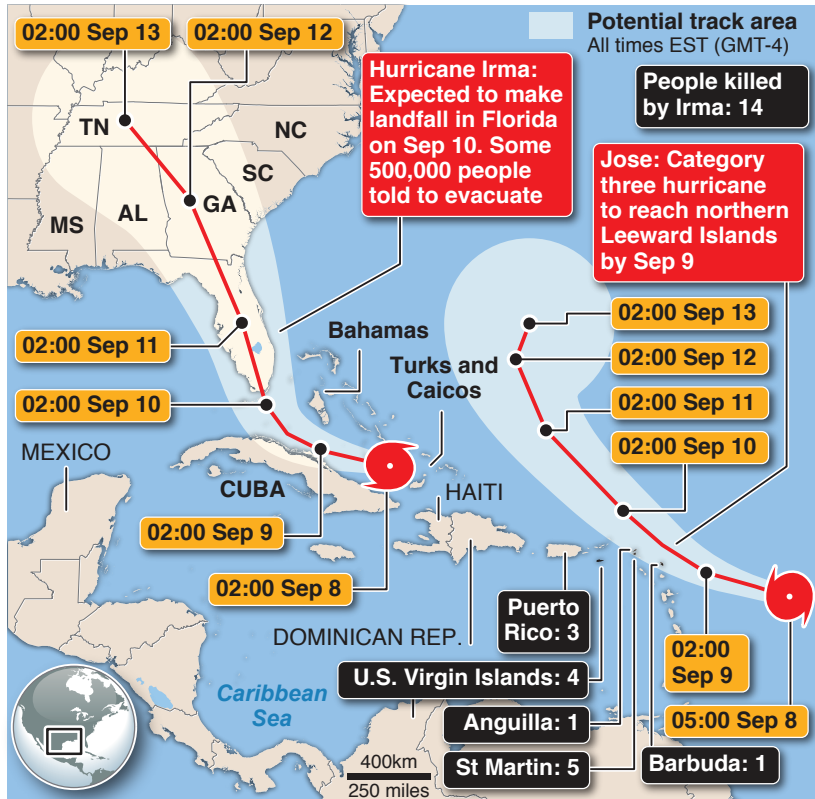 02:00 Sep 13
02:00 Sep 12
Potential track area
All times EST (GMT-4)
People killed
by Irma: 14
Hurricane Irma:
Expected to make
landfall in Florida
on Sep 10. Some
500,000 people
told to evacuate
Jose: Category
three hurricane
to reach northern
Leeward Islands
by Sep 9
TN
NC
SC
GA
AL
MS
02:00 Sep 11
02:00 Sep 10
Bahamas
Turks and
Caicos
02:00 Sep 13
02:00 Sep 12
02:00 Sep 11
02:00 Sep 10
MEXICO
CUBA
HAITI
02:00 Sep 9
02:00 Sep 8
DOMINICAN REP.
Puerto
Rico: 3
U.S. Virgin Islands: 4
Anguilla: 1
St Martin: 5
Barbuda: 1
02:00
Sep 9
05:00 Sep 8
Caribbean
Sea
400km
250 miles